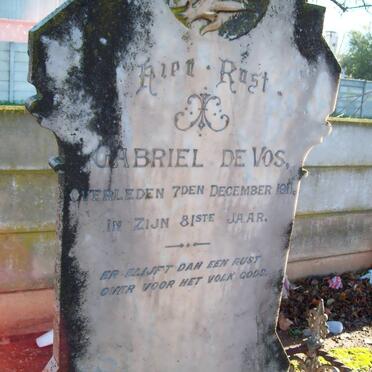 Hier Rust
GABRIEL DE VOS,
OVERLEDEN 7DEN DECEMBER
IN ZIJN 81STE JAAR.
ER BLIJFT DAN EEN RUST
OVER VOOR HET VOLK GODS.